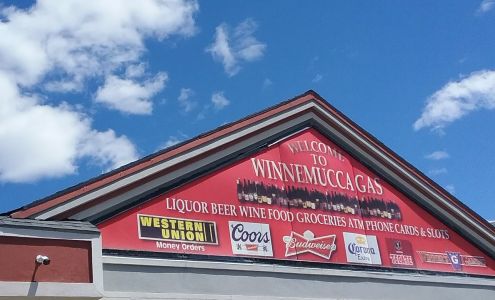 WELCOME
TO
WINNEMUCCA GAS
LIQUOR BEER WINE FOOD GROCERIES ATM PHONE CARDS & SLOTS
WESTERN
UNION
Money Orders
Coors
Budweiser
Corona
Extra
TECATE